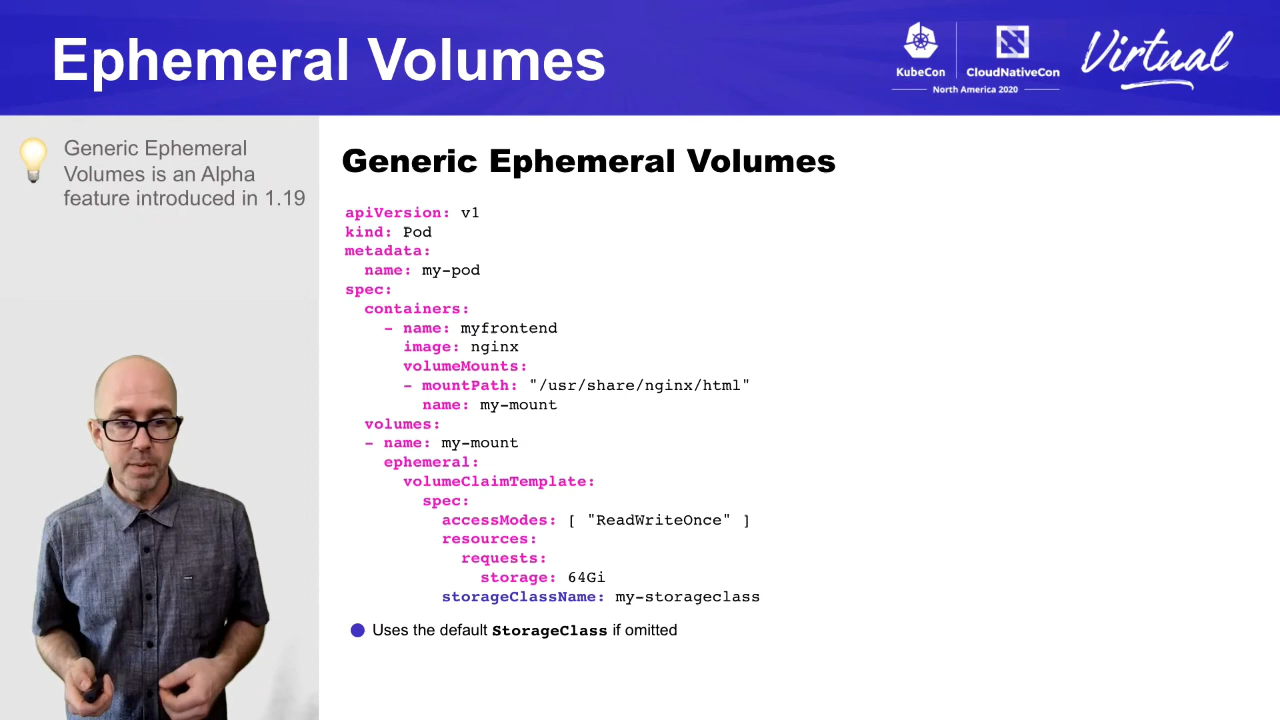 Ephemeral Volumes
KubeCon
CloudNativeCon
North America 2020
Virtual
Generic Ephemeral
Volumes is an Alpha
feature introduced in 1.19
Generic Ephemeral Volumes
apiVersion: v1
kind: Pod
metadata:
  name: my-pod
spec:
  containers:
    - name: myfrontend
      image: nginx
      volumeMounts:
      - mountPath: "/usr/share/nginx/html"
        name: my-mount
  volumes:
  - name: my-mount
    ephemeral:
      volumeClaimTemplate:
        spec:
          accessModes: [ "ReadWriteOnce" ]
          resources:
            requests:
              storage: 64Gi
          storageClassName: my-storageclass
Uses the default StorageClass if omitted